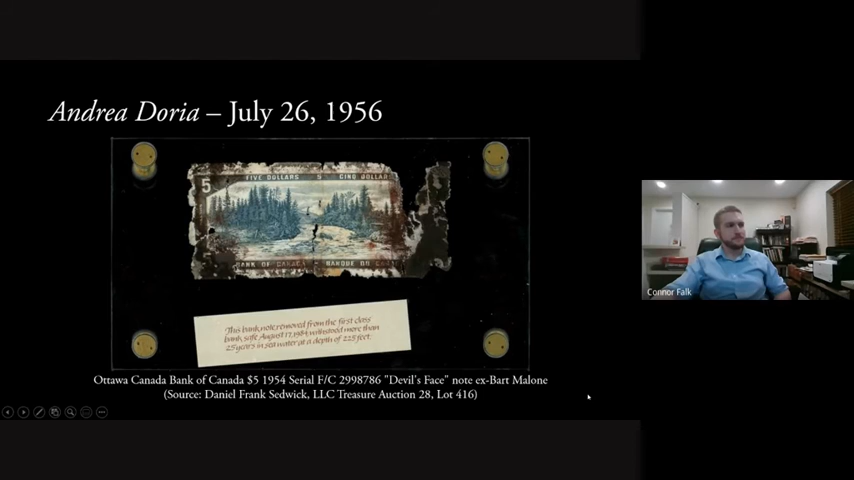 Andrea Doria – July 26, 1956
5 FIVE DOLLARS 5 CINQ DOLLARS
BANK OF CANADA – BANQUE DU CANADA
This bank note removed from the first class
bank safe August 17, 1984, withstood more than
25 years in sea water at a depth of 225 feet.
Ottawa Canada Bank of Canada $5 1954 Serial F/C 2998786 "Devil's Face" note ex-Bart Malone
(Source: Daniel Frank Sedwick, LLC Treasure Auction 28, Lot 416)
Connor Falk